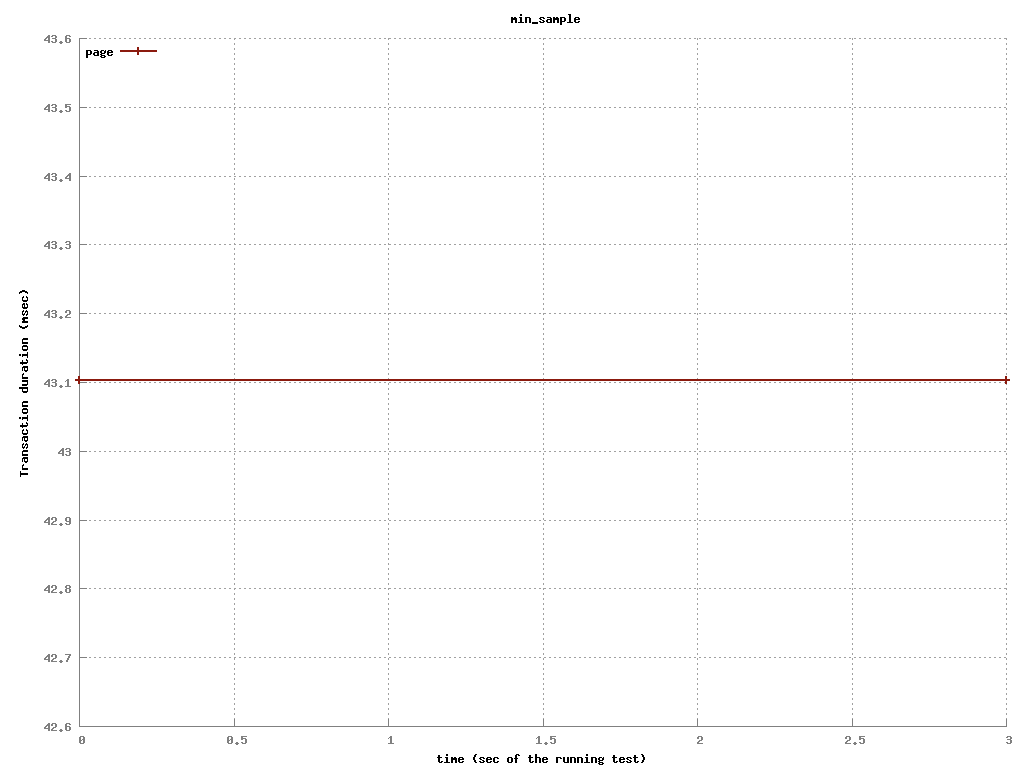 min_sample
43.6
page
43.5
43.4
43.3
43.2
43.1
43
42.9
42.8
42.7
42.6
Transaction duration (msec)
0 0.5 1 1.5 2 2.5 3
time (sec of the running test)